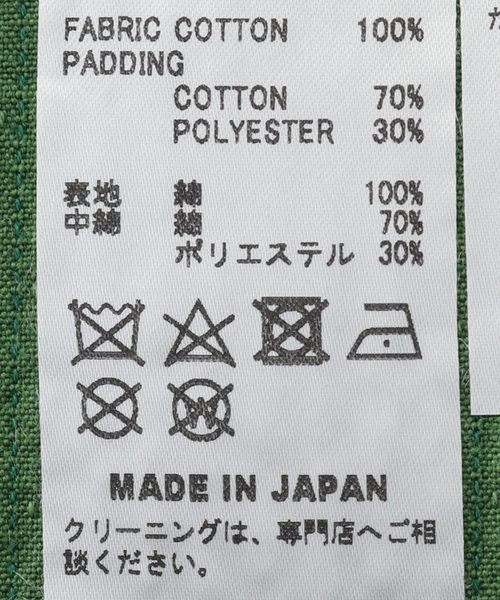 FABRIC COTTON 100%
PADDING
COTTON 70%
POLYESTER 30%
表地 綿 100%
中綿 綿 70%
ポリエステル 30%
W
MADE IN JAPAN
クリーニングは、専門店へご相
談ください。